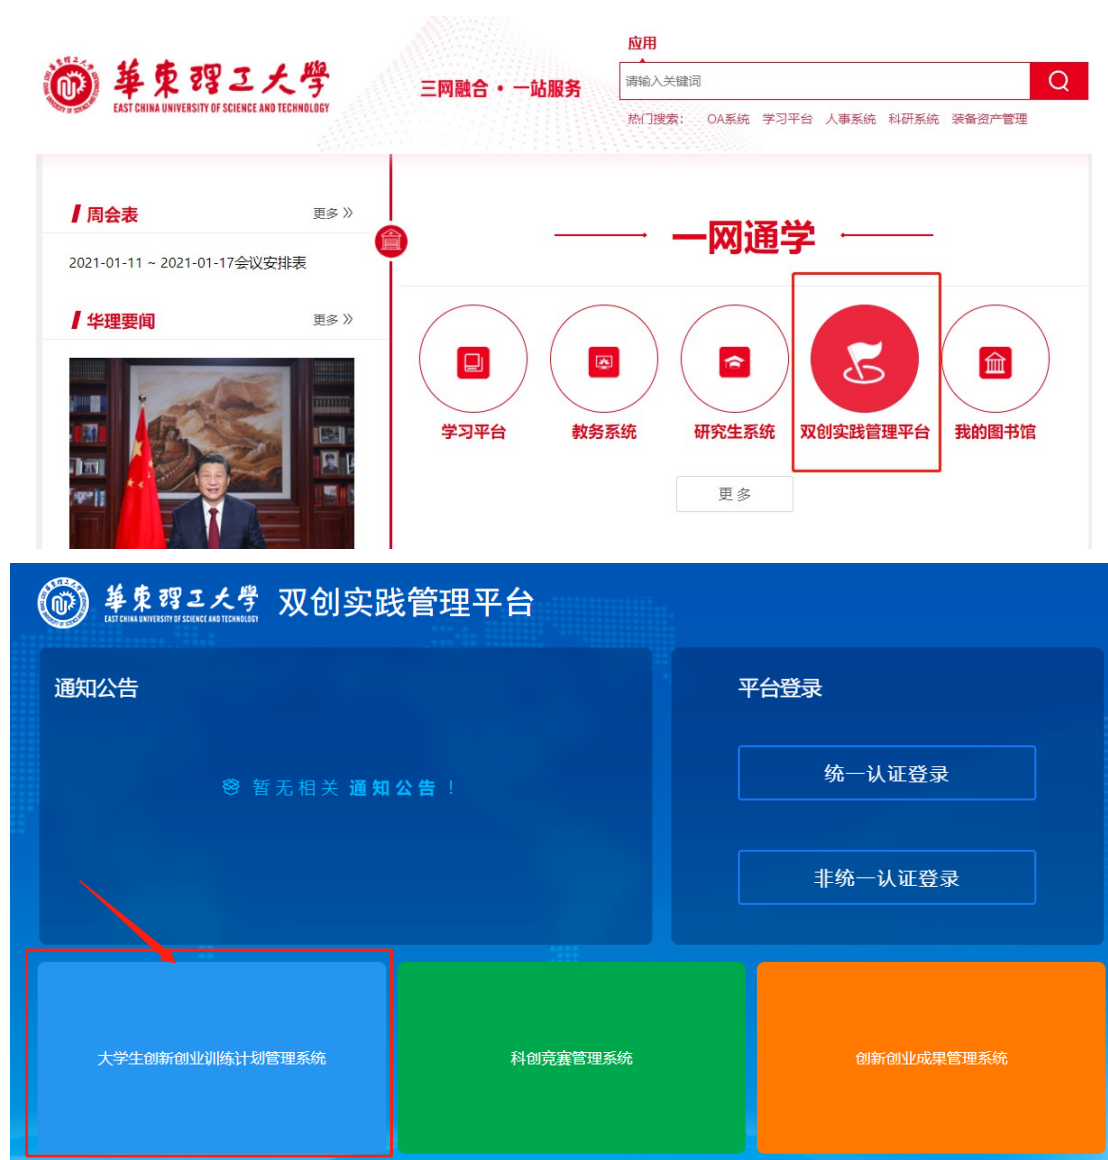 應用
華東理工大學
EAST CHINA UNIVERSITY OF SCIENCE AND TECHNOLOGY
三网融合·一站服务
请输入关键词
热门搜索： OA系统 学习平台 人事系统 科研系统 装备资产管理
周会表 更多》
2021-01-11 ~ 2021-01-17会议安排表
华理要闻 更多》
一网通学
学习平台 教务系统 研究生系统 双创实践管理平台 我的图书馆
更多
華東理工大學 双创实践管理平台
EAST CHINA UNIVERSITY OF SCIENCE AND TECHNOLOGY
通知公告
暂无相关 通知公告 !
平台登录
统一认证登录
非统一认证登录
大学生创新创业训练计划管理系统
科创竞赛管理系统
创新创业成果管理系统